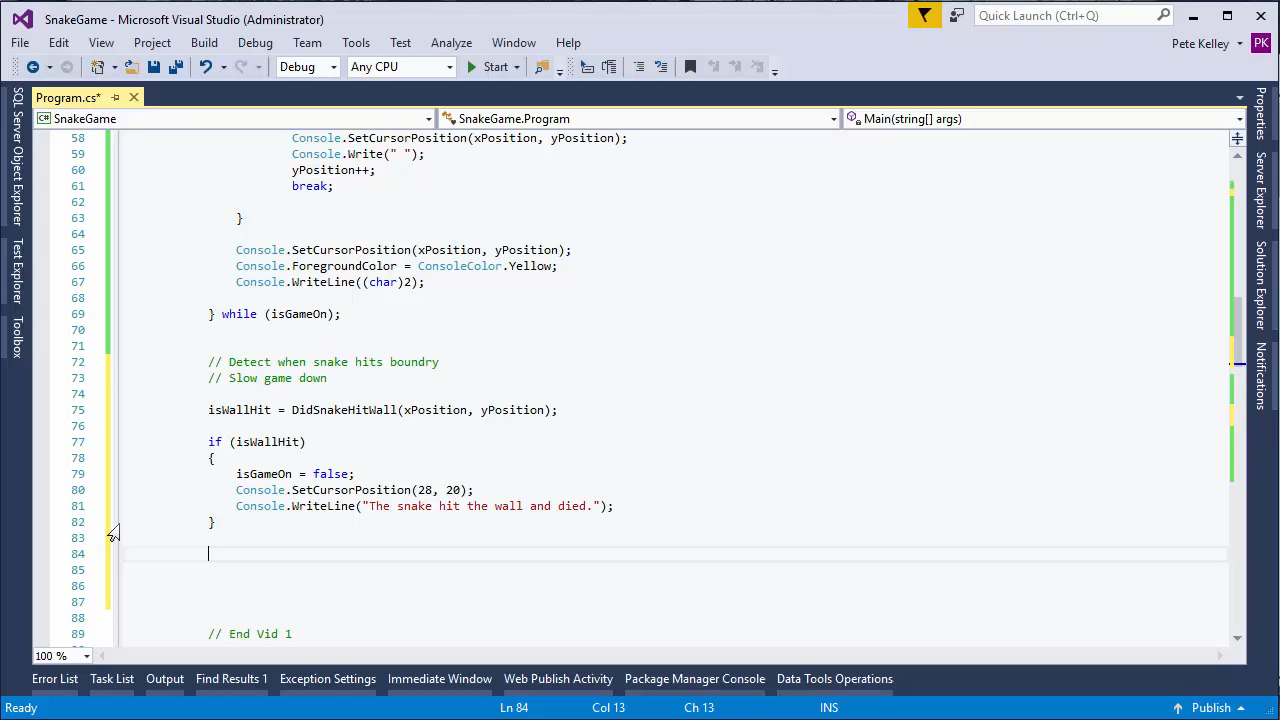 SnakeGame - Microsoft Visual Studio (Administrator)
Quick Launch (Ctrl+Q)
File Edit View Project Build Debug Team Tools Test Analyze Window Help
Pete Kelley PK
Debug Any CPU Start
Program.cs*
SnakeGame SnakeGame.Program Main(string[] args)
SQL Server Object Explorer
Test Explorer
Toolbox
58 Console.SetCursorPosition(xPosition, yPosition);
59 Console.Write(" ");
60 yPosition++;
61 break;
62
63 }
64
65 Console.SetCursorPosition(xPosition, yPosition);
66 Console.ForegroundColor = ConsoleColor.Yellow;
67 Console.WriteLine((char)2);
68
69 } while (isGameOn);
70
71
72 // Detect when snake hits boundry
73 // Slow game down
74
75 isWallHit = DidSnakeHitWall(xPosition, yPosition);
76
77 if (isWallHit)
78 {
79 isGameOn = false;
80 Console.SetCursorPosition(28, 20);
81 Console.WriteLine("The snake hit the wall and died.");
82 }
83
84
85
86
87
88
89 // End Vid 1
Properties
Server Explorer
Solution Explorer
Notifications
100 %
Error List Task List Output Find Results 1 Exception Settings Immediate Window Web Publish Activity Package Manager Console Data Tools Operations
Ready Ln 84 Col 13 Ch 13 INS Publish